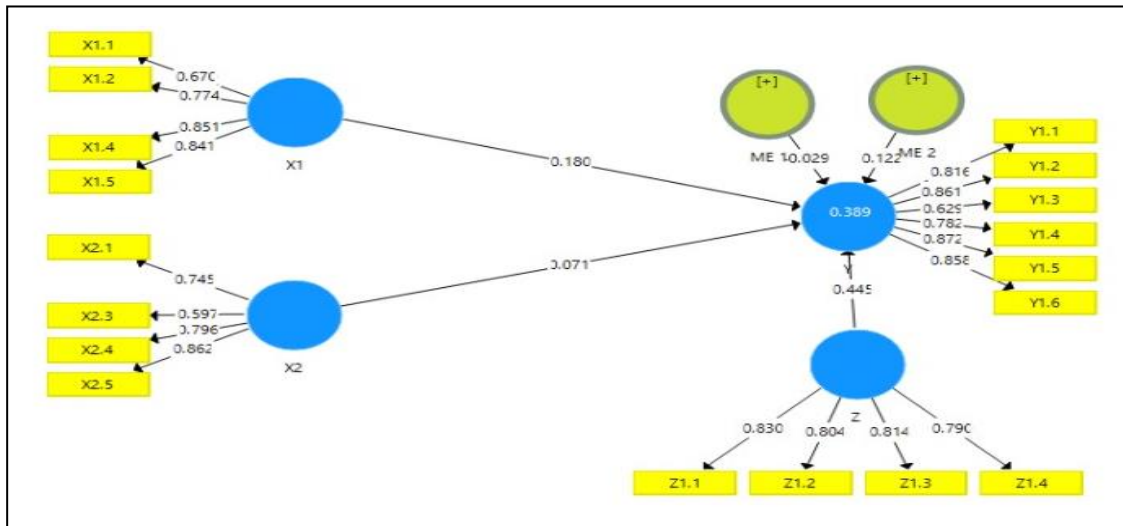 X1.1
X1.2
X1.4
X1.5
0.670
0.774
0.851
0.841
X1
X2.1
X2.3
X2.4
X2.5
0.745
0.597
0.796
0.862
X2
0.180
0.071
[+]
[+]
ME 1
-0.029
0.122
ME 2
0.389
Y
0.445
0.816
0.861
0.629
0.782
0.872
0.858
Y1.1
Y1.2
Y1.3
Y1.4
Y1.5
Y1.6
Z
0.830
0.804
0.814
0.790
Z1.1
Z1.2
Z1.3
Z1.4